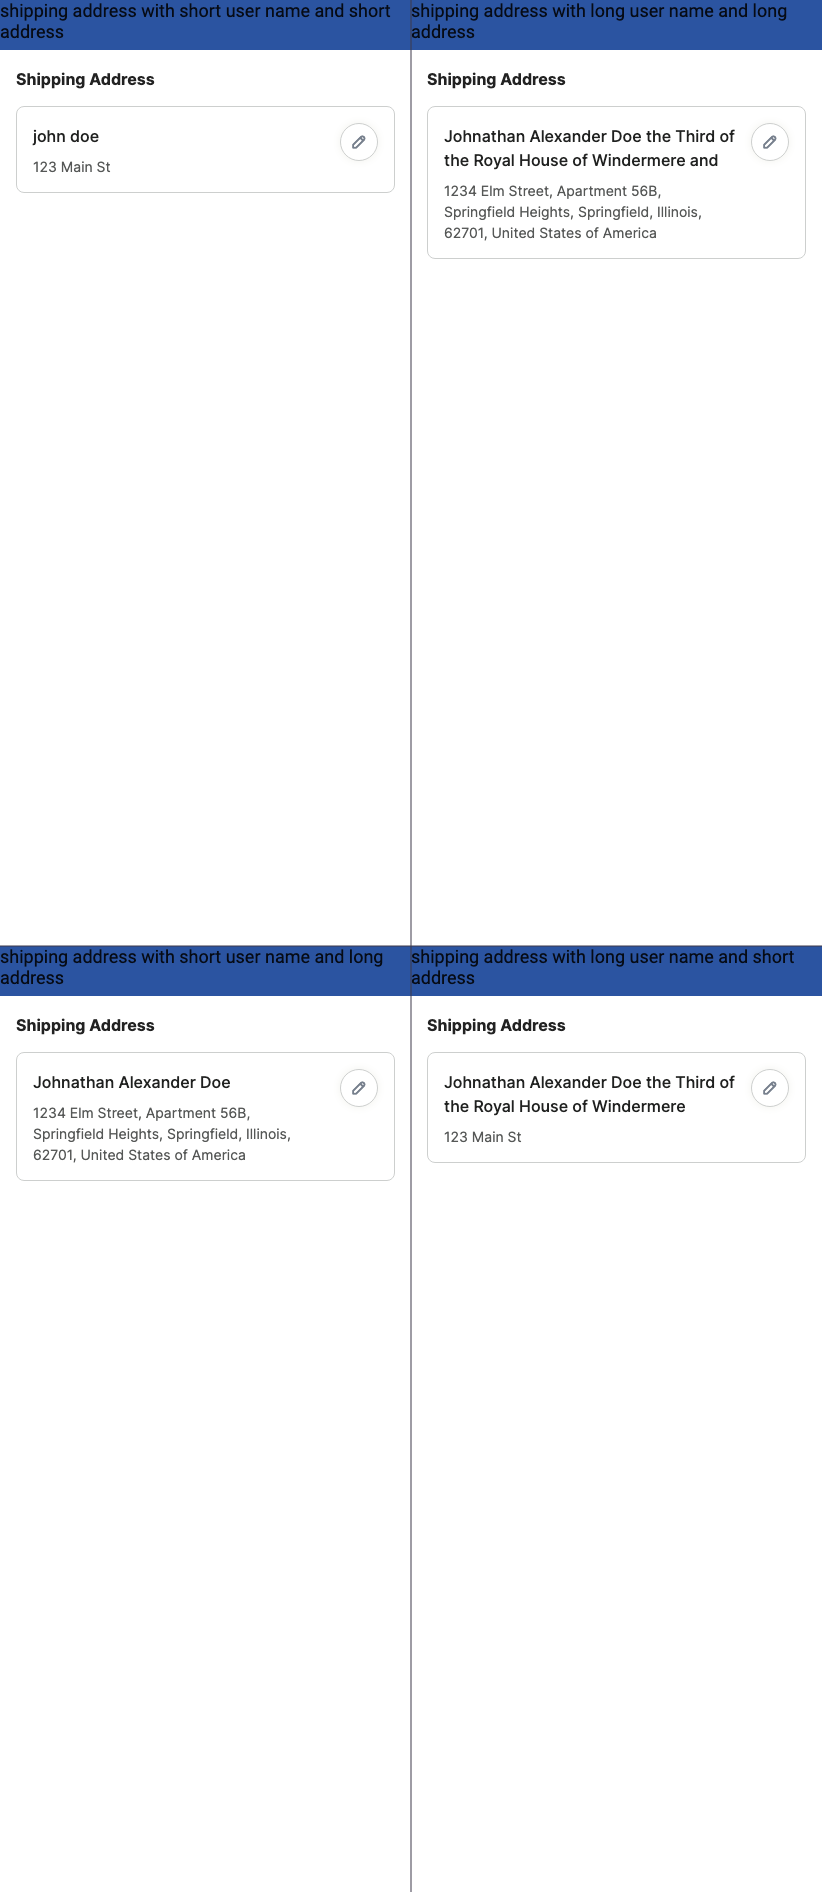 shipping address with short user name and short
address
Shipping Address
john doe
123 Main St
shipping address with long user name and long
address
Shipping Address
Johnathan Alexander Doe the Third of
the Royal House of Windermere and
1234 Elm Street, Apartment 56B,
Springfield Heights, Springfield, Illinois,
62701, United States of America
shipping address with short user name and long
address
Shipping Address
Johnathan Alexander Doe
1234 Elm Street, Apartment 56B,
Springfield Heights, Springfield, Illinois,
62701, United States of America
shipping address with long user name and short
address
Shipping Address
Johnathan Alexander Doe the Third of
the Royal House of Windermere
123 Main St